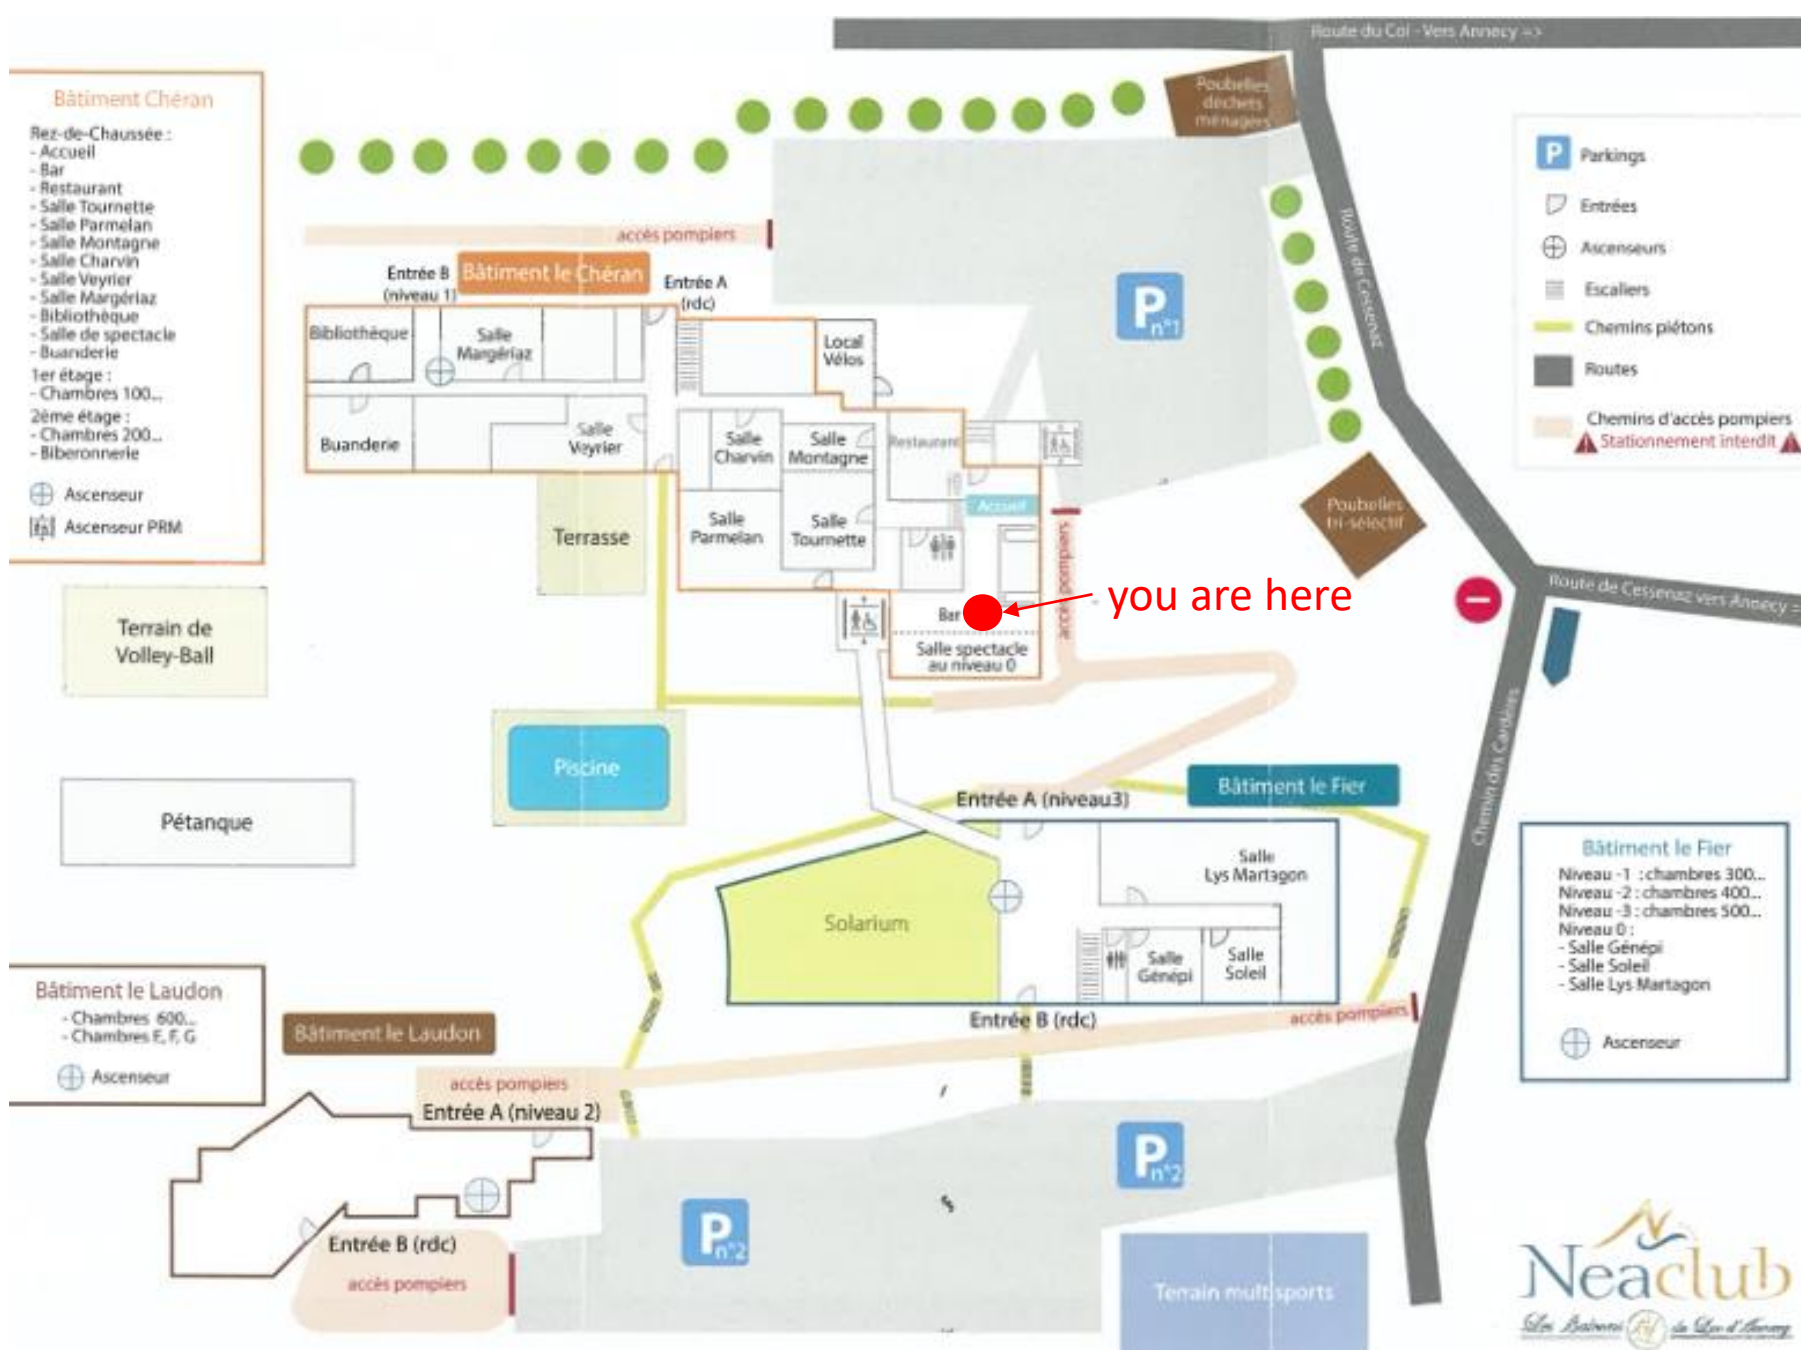 Route du Col - Vers Annecy =>
Poubelles
déchets
ménagers
Bâtiment Chéran
Rez-de-Chaussée :
- Accueil
- Bar
- Restaurant
- Salle Tournette
- Salle Parmelan
- Salle Montagne
- Salle Charvin
- Salle Veyrier
- Salle Margériaz
- Bibliothèque
- Salle de spectacle
- Buanderie
1er étage :
- Chambres 100...
2ème étage :
- Chambres 200...
- Biberonnerie
Ascenseur
Ascenseur PRM
P
Parkings
Entrées
Ascenseurs
Escaliers
Chemins piétons
Routes
Chemins d'accès pompiers
Stationnement interdit
Route de Cessenaz
accès pompiers
Entrée B
(niveau 1)
Bâtiment le Chéran
Entrée A
(rdc)
P
n°1
Bibliothèque
Salle
Margériaz
Local
Vélos
Buanderie
Salle
Veyrier
Salle
Charvin
Salle
Montagne
Restaurant
Accueil
Terrasse
Salle
Parmelan
Salle
Tournette
accès pompiers
Poubelles
tri-sélectif
Route de Cessenaz vers Annecy =
you are here
Bar
Salle spectacle
au niveau 0
Terrain de
Volley-Ball
Piscine
Pétanque
Chemin des Cardères
Entrée A (niveau3)
Bâtiment le Fier
Salle
Lys Martagon
Solarium
Salle
Génépi
Salle
Soleil
Entrée B (rdc)
accès pompiers
Bâtiment le Fier
Niveau -1 : chambres 300...
Niveau -2 : chambres 400...
Niveau -3 : chambres 500...
Niveau 0 :
- Salle Génépi
- Salle Soleil
- Salle Lys Martagon
Ascenseur
Bâtiment le Laudon
- Chambres 600...
- Chambres E, F, G
Ascenseur
Bâtiment le Laudon
accès pompiers
Entrée A (niveau 2)
P
n°2
P
n°2
Entrée B (rdc)
accès pompiers
Terrain multisports
Neaclub
Les Balcons du Lac d'Annecy